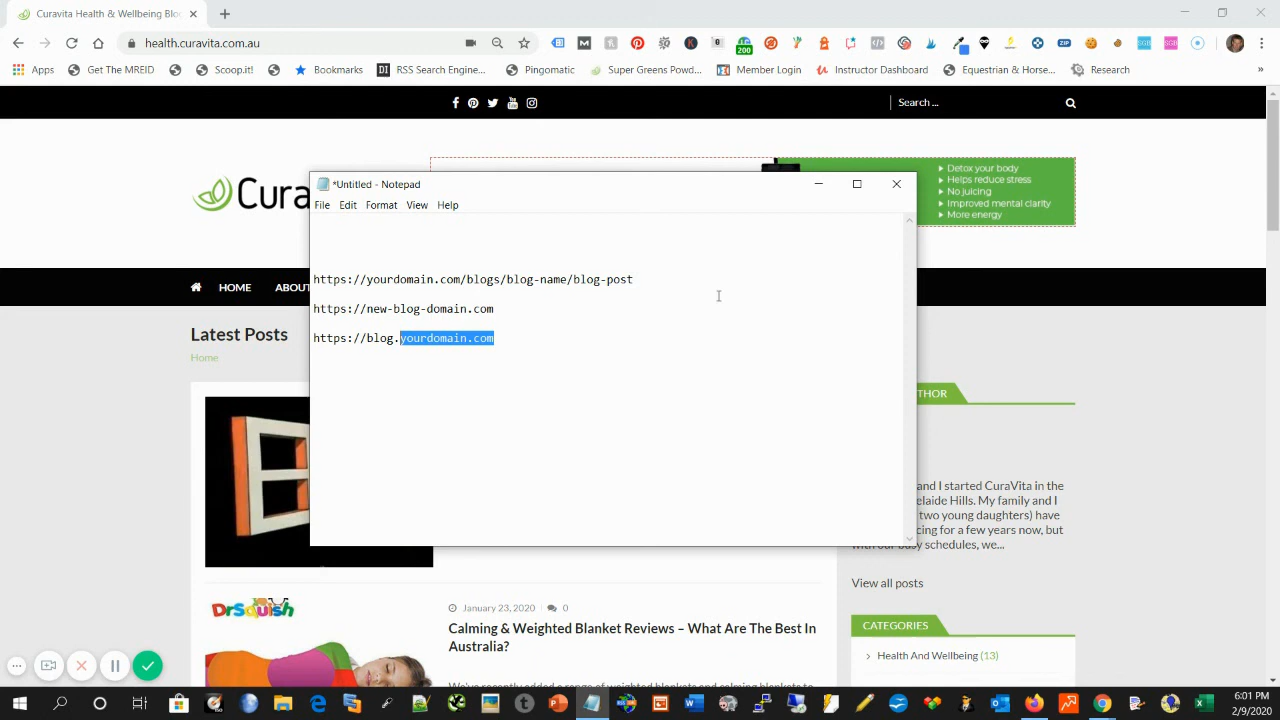 Curavita Health & Wellbeing Blo
health.curavita.com.au
200
ZIP
Apps
Get The MREID
Scoop.it!
Bookmarks
RSS Search Engine...
Pingomatic
Super Greens Powd...
Member Login
Instructor Dashboard
Equestrian & Horse...
Research
Search ...
Cura
Detox your body
Helps reduce stress
No juicing
Improved mental clarity
More energy
*Untitled - Notepad
File Edit Format View Help
https://yourdomain.com/blogs/blog-name/blog-post
https://new-blog-domain.com
https://blog.yourdomain.com
HOME
ABOU
Latest Posts
Home
DrSquish
January 23, 2020
0
Calming & Weighted Blanket Reviews – What Are The Best In
Australia?
THOR
and I started CuraVita in the
elaide Hills. My family and I
two young daughters) have
cing for a few years now, but
with our busy schedules, we...
View all posts
CATEGORIES
Health And Wellbeing (13)
6:01 PM
2/9/2020